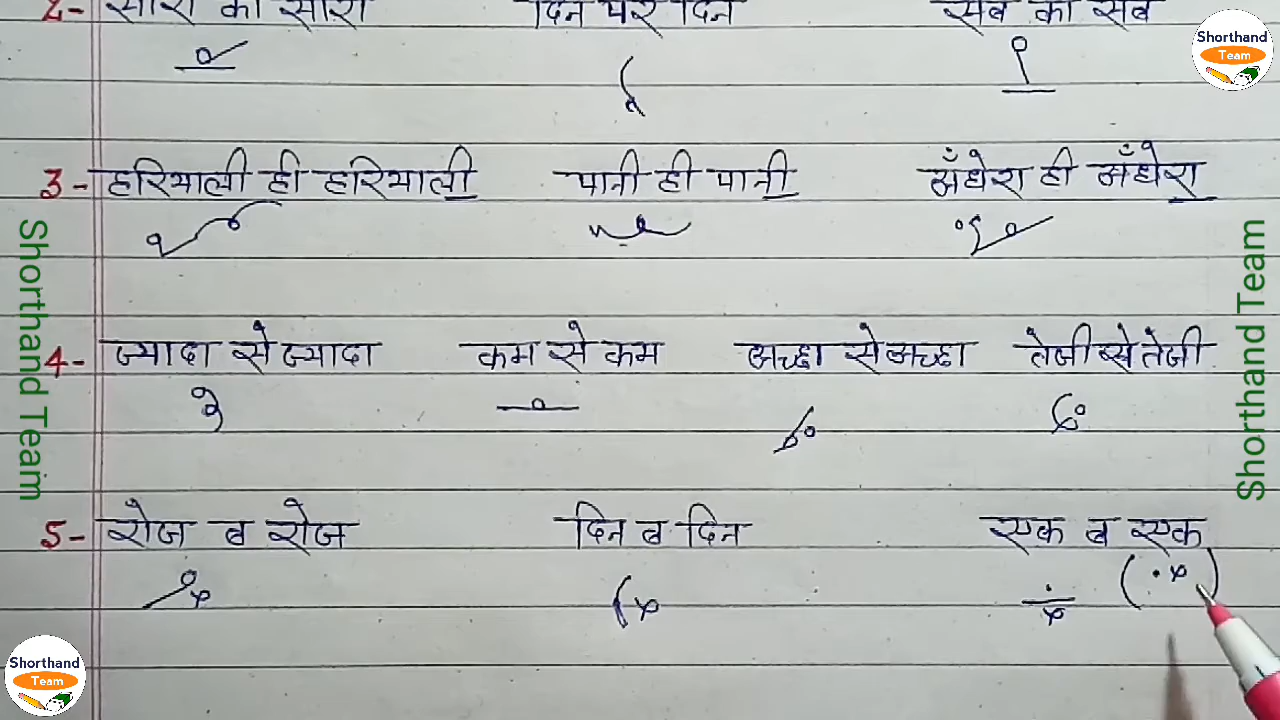 2- सारा का सारा दिन पर दिन सब का सब
Shorthand Team
3- हरियाली ही हरियाली पानी ही पानी अँधेरा ही अँधेरा
Shorthand Team
Shorthand Team
4- ज्यादा से ज्यादा कम से कम अच्छा से अच्छा तेजी से तेजी
5- रोज ब रोज दिन ब दिन एक ब एक
Shorthand Team